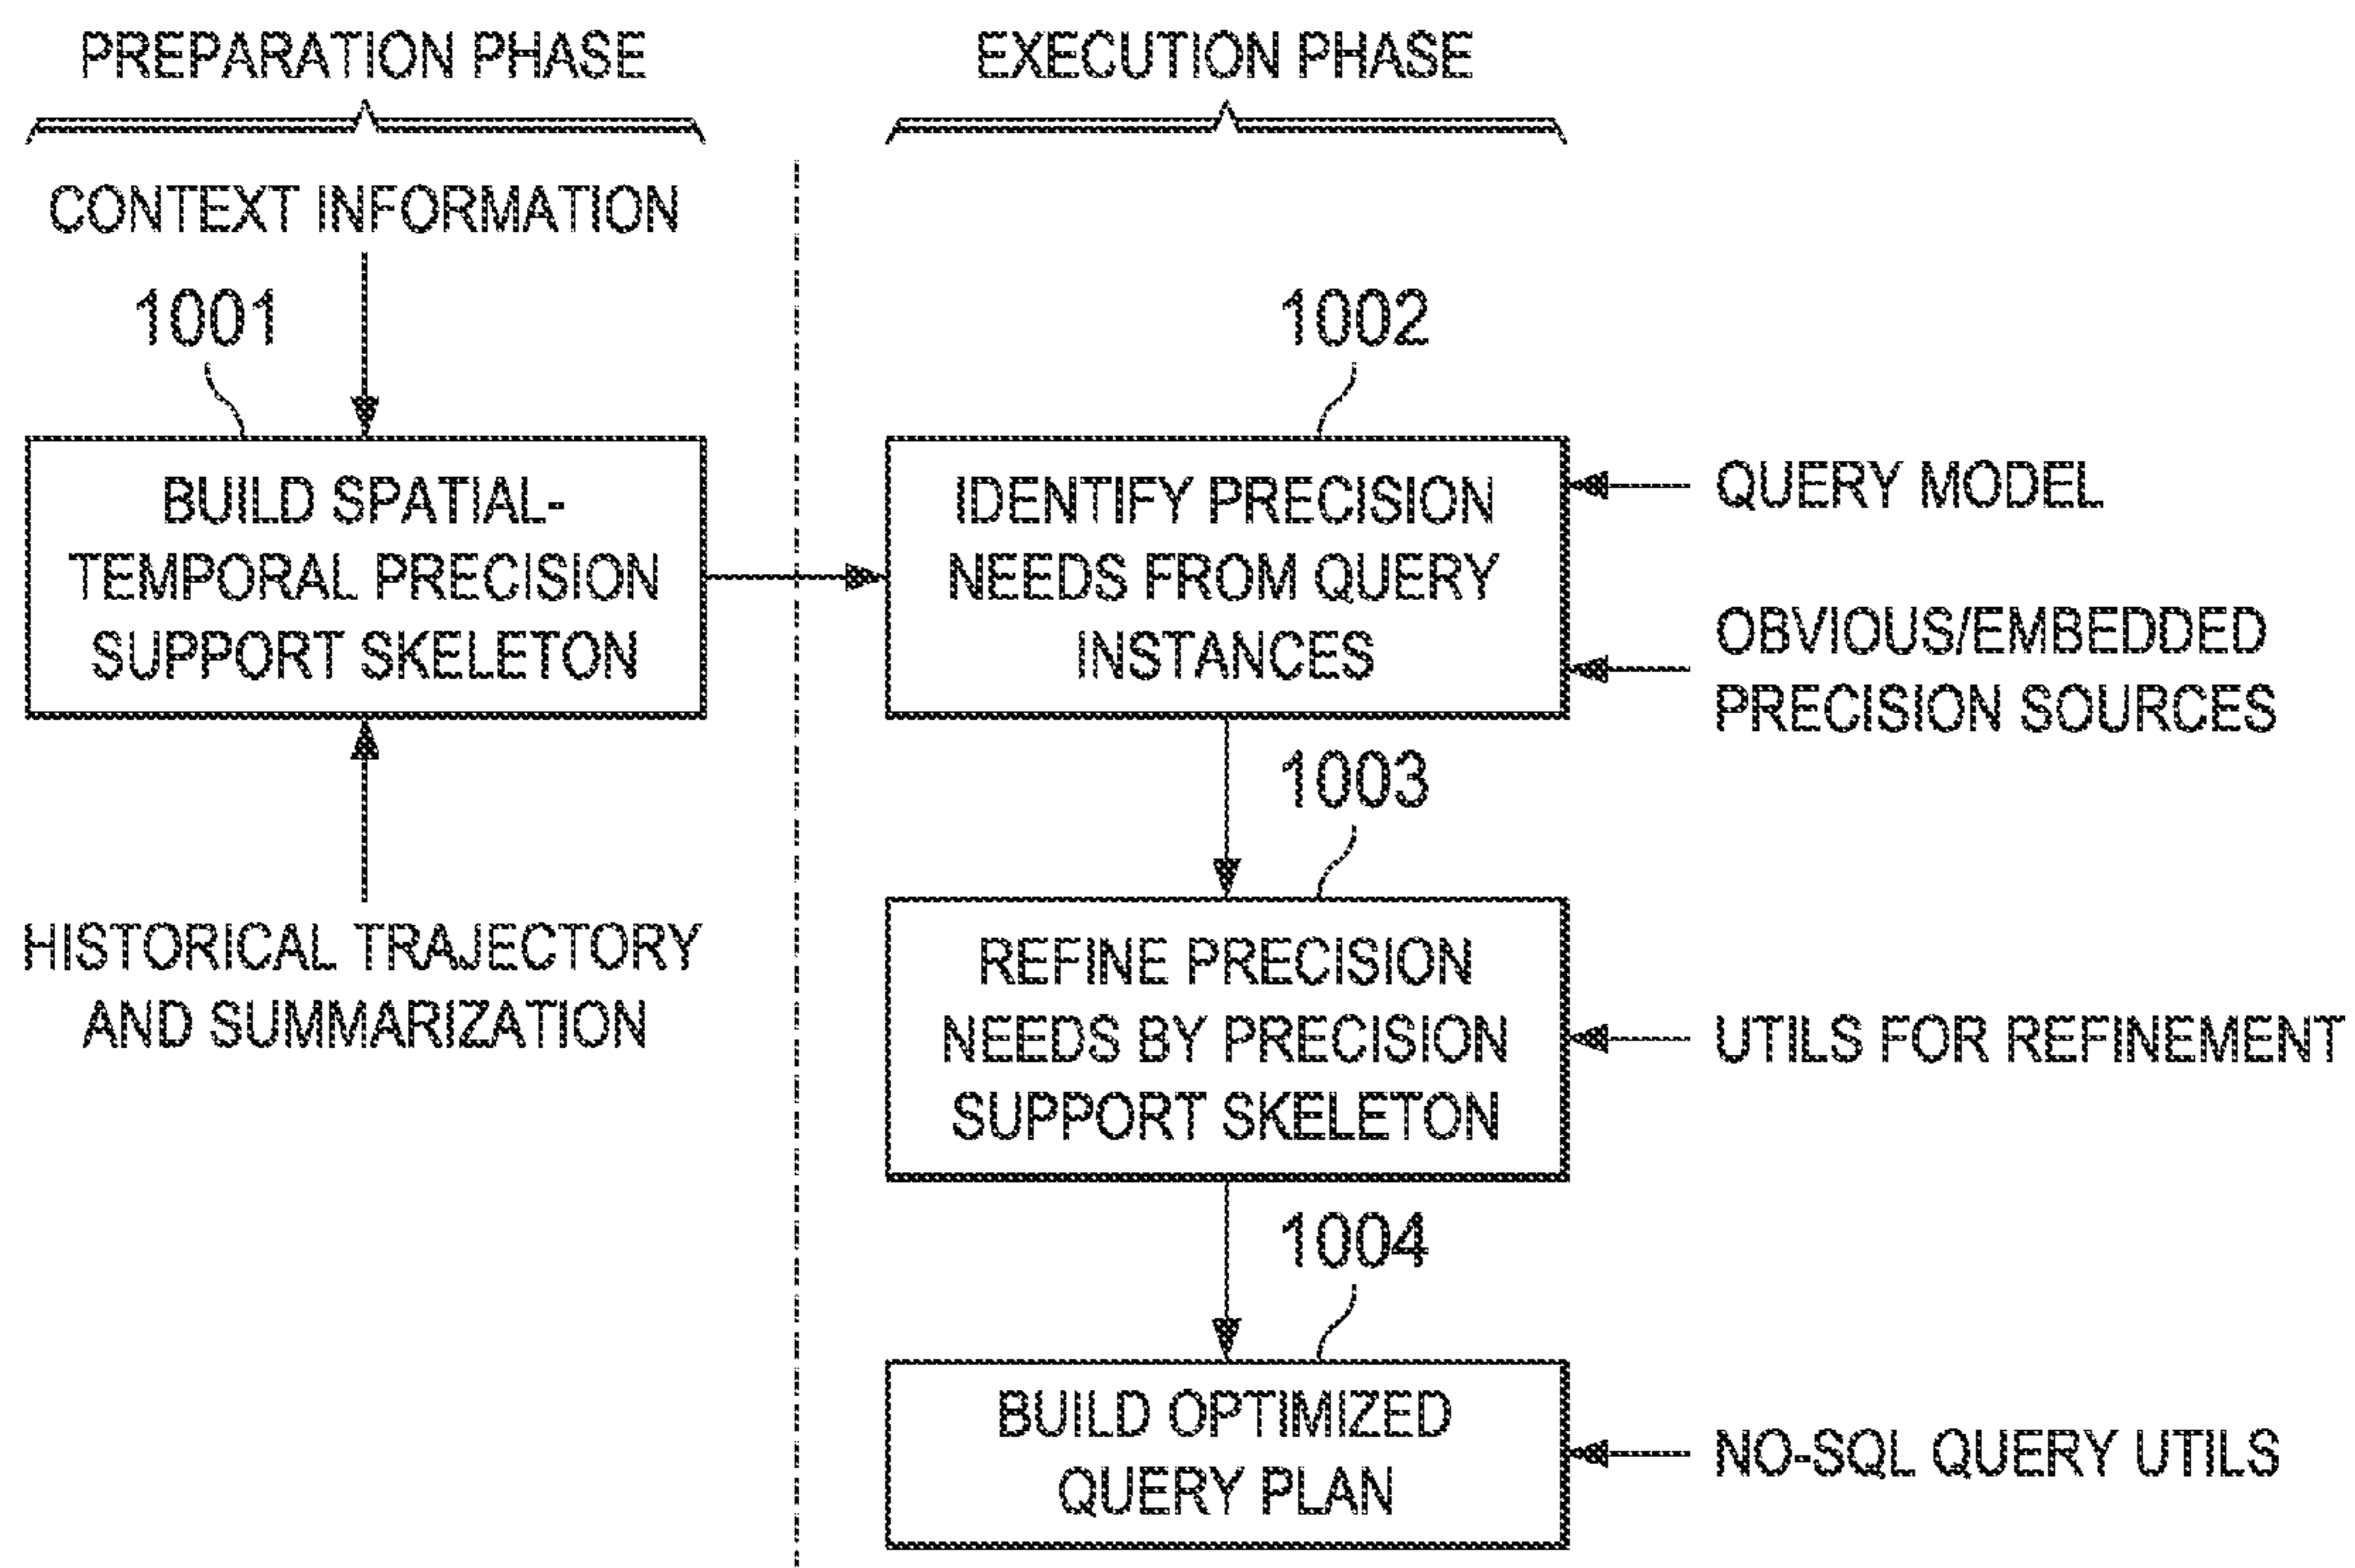 PREPARATION PHASE
EXECUTION PHASE
CONTEXT INFORMATION
1001
BUILD SPATIAL-
TEMPORAL PRECISION
SUPPORT SKELETON
HISTORICAL TRAJECTORY
AND SUMMARIZATION
1002
IDENTIFY PRECISION
NEEDS FROM QUERY
INSTANCES
QUERY MODEL
OBVIOUS/EMBEDDED
PRECISION SOURCES
1003
REFINE PRECISION
NEEDS BY PRECISION
SUPPORT SKELETON
UTILS FOR REFINEMENT
1004
BUILD OPTIMIZED
QUERY PLAN
NO-SQL QUERY UTILS